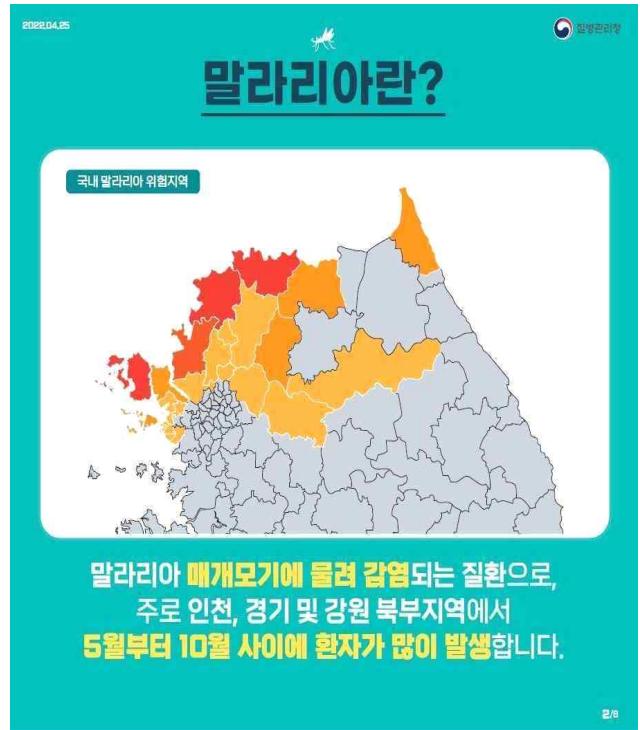 2022.04.25
질병관리청
말라리아란?
국내 말라리아 위험지역
말라리아 매개모기에 물려 감염되는 질환으로,
주로 인천, 경기 및 강원 북부지역에서
5월부터 10월 사이에 환자가 많이 발생합니다.
2/8